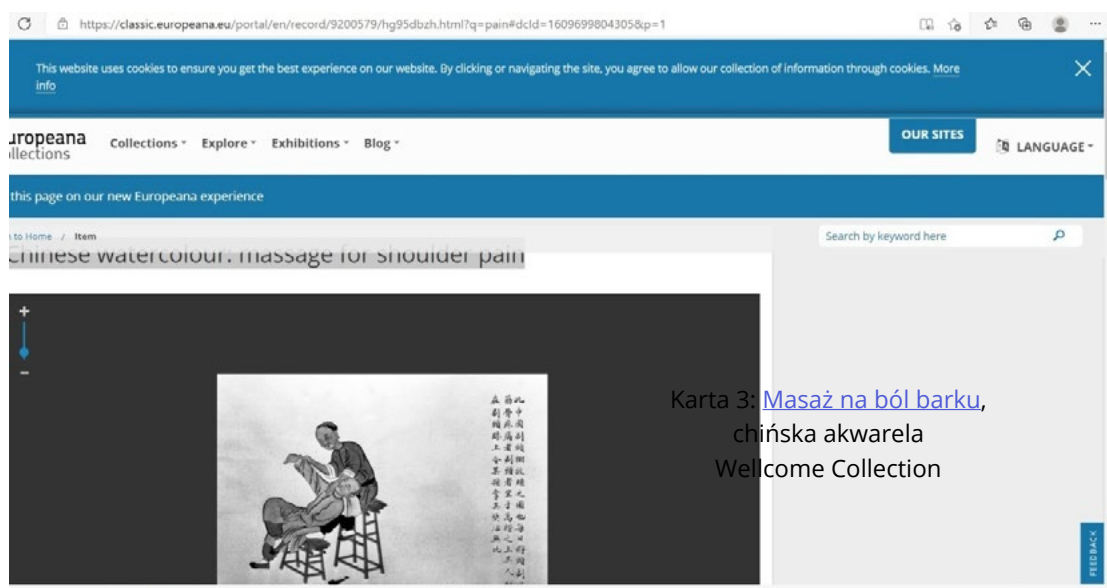 https://classic.europeana.eu/portal/en/record/9200579/hg95dbzh.html?q=pain#dcId=1609699804305&p=1
This website uses cookies to ensure you get the best experience on our website. By clicking or navigating the site, you agree to allow our collection of information through cookies. More
info
uropeana
ollections
Collections
Explore
Exhibitions
Blog
OUR SITES
LANGUAGE
this page on our new Europeana experience
to Home / Item
Search by keyword here
Chinese watercolour: massage for shoulder pain
Karta 3: Masaż na ból barku,
chińska akwarela
Wellcome Collection
FEEDBACK